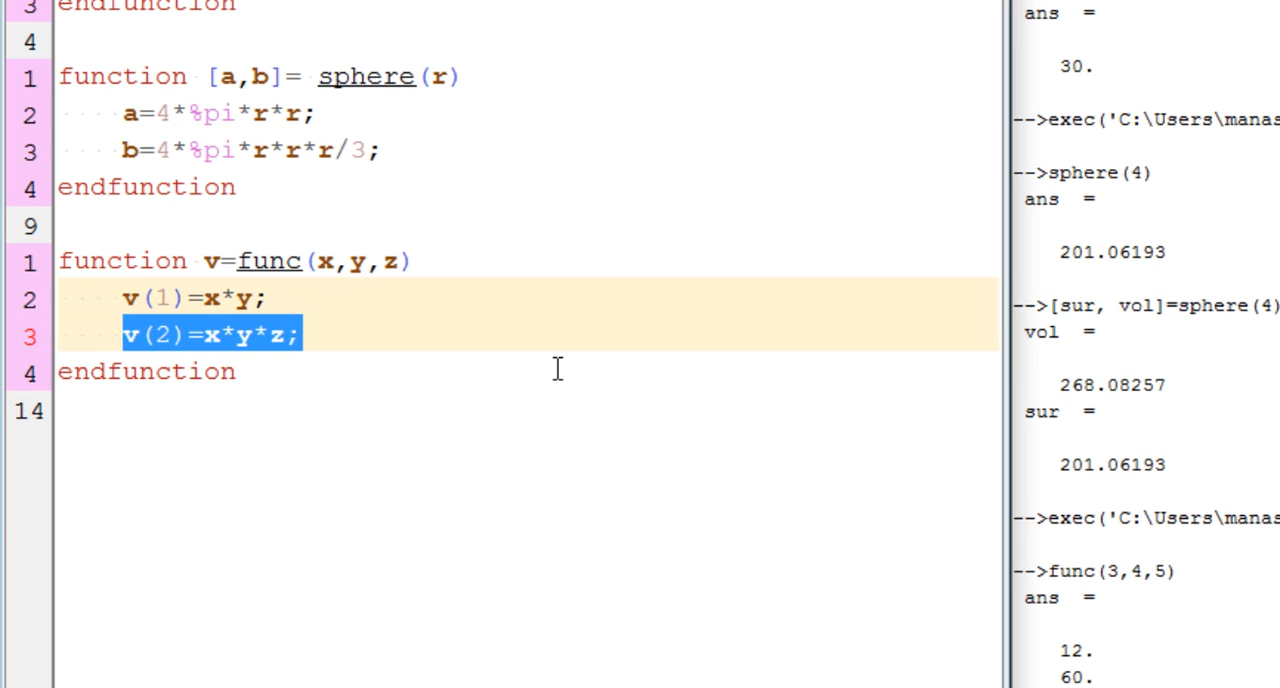 3 endfunction
4
1 function [a,b]= sphere(r)
2 a=4*%pi*r*r;
3 b=4*%pi*r*r*r/3;
4 endfunction
9
1 function v=func(x,y,z)
2 v(1)=x*y;
3 v(2)=x*y*z;
4 endfunction
14
ans =
30.
-->exec('C:\Users\manas
-->sphere(4)
ans =
201.06193
-->[sur, vol]=sphere(4)
vol =
268.08257
sur =
201.06193
-->exec('C:\Users\manas
-->func(3,4,5)
ans =
12.
60.